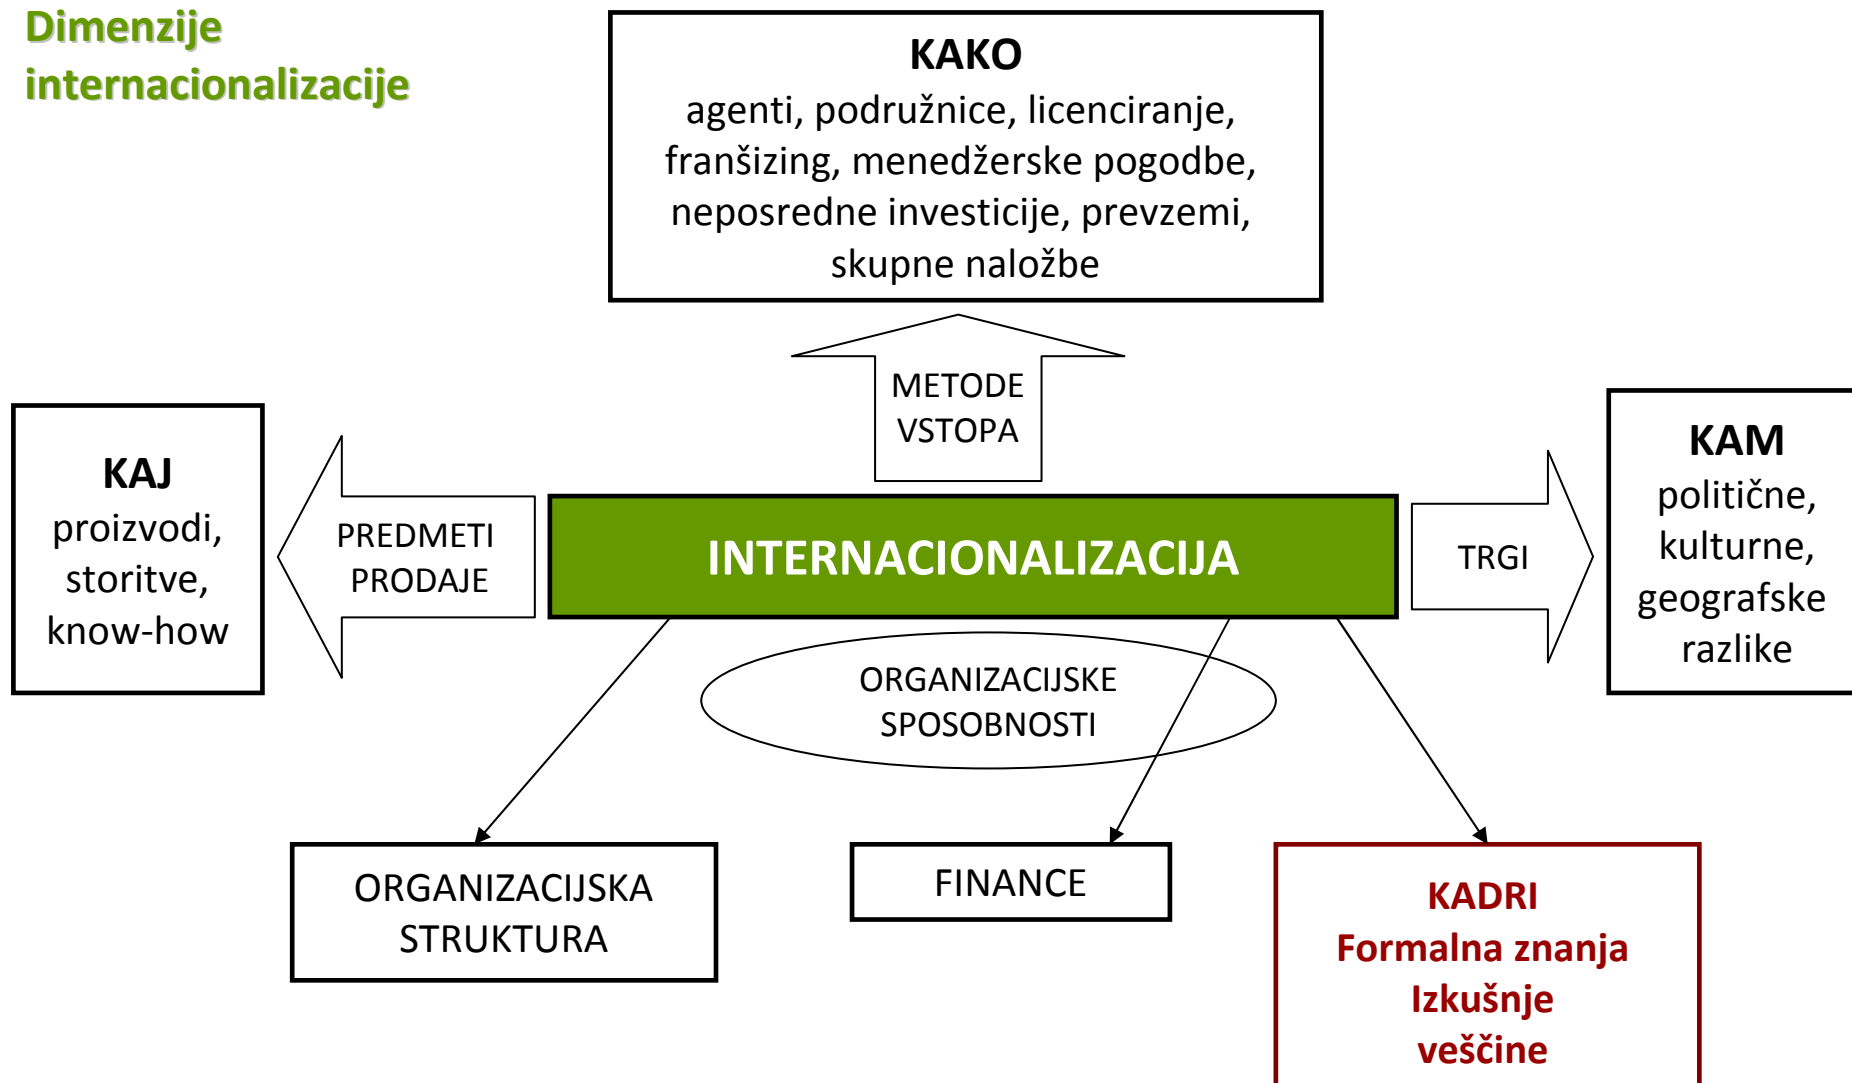 Dimenzije
internacionalizacije
KAKO
agenti, podružnice, licenciranje,
franšizing, menedžerske pogodbe,
neposredne investicije, prevzemi,
skupne naložbe
METODE
VSTOPA
KAJ
proizvodi,
storitve,
know-how
PREDMETI
PRODAJE
INTERNACIONALIZACIJA
TRGI
KAM
politične,
kulturne,
geografske
razlike
ORGANIZACIJSKE
SPOSOBNOSTI
ORGANIZACIJSKA
STRUKTURA
FINANCE
KADRI
Formalna znanja
Izkušnje
veščine